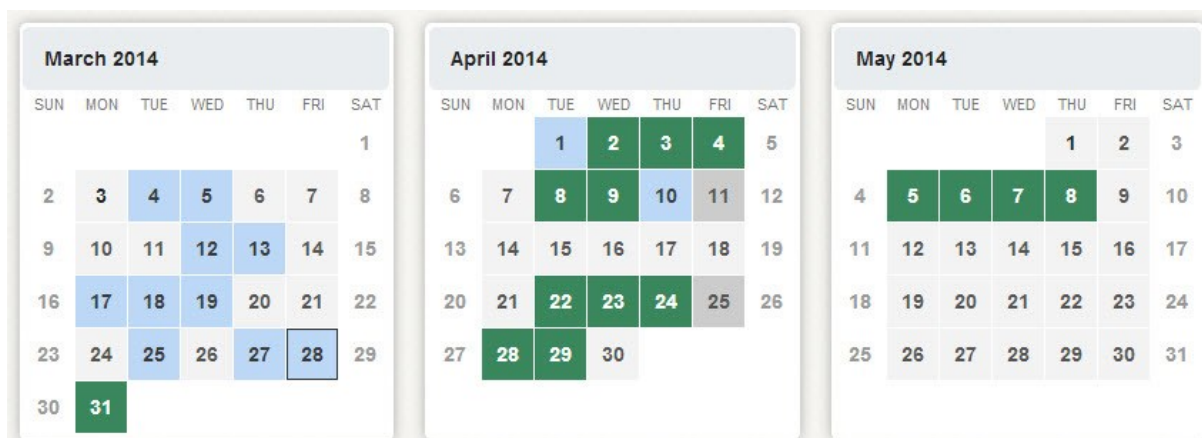 March 2014
SUN MON TUE WED THU FRI SAT
1
2 3 4 5 6 7 8
9 10 11 12 13 14 15
16 17 18 19 20 21 22
23 24 25 26 27 28 29
30 31
April 2014
SUN MON TUE WED THU FRI SAT
1 2 3 4 5
6 7 8 9 10 11 12
13 14 15 16 17 18 19
20 21 22 23 24 25 26
27 28 29 30
May 2014
SUN MON TUE WED THU FRI SAT
1 2 3
4 5 6 7 8 9 10
11 12 13 14 15 16 17
18 19 20 21 22 23 24
25 26 27 28 29 30 31